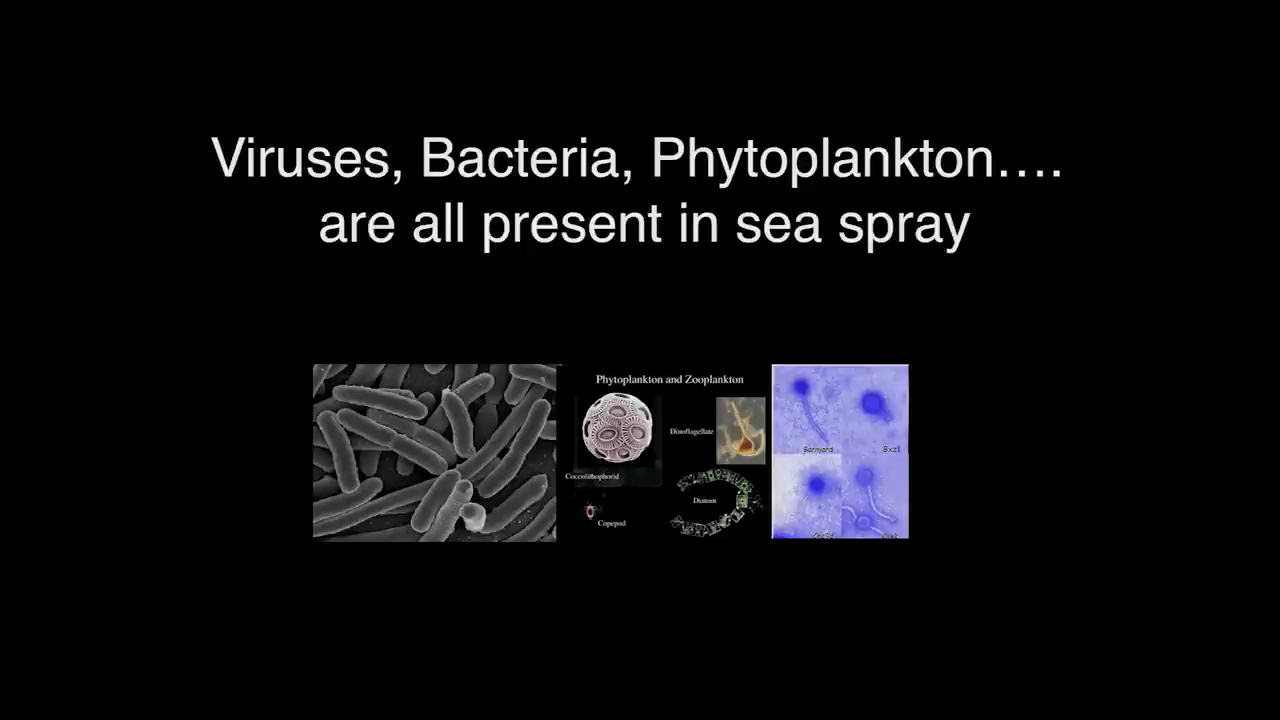 Viruses, Bacteria, Phytoplankton….
are all present in sea spray
Phytoplankton and Zooplankton
Dinoflagellate
Coccolithophorid
Diatom
Copepod
Barnyard
Bxz1